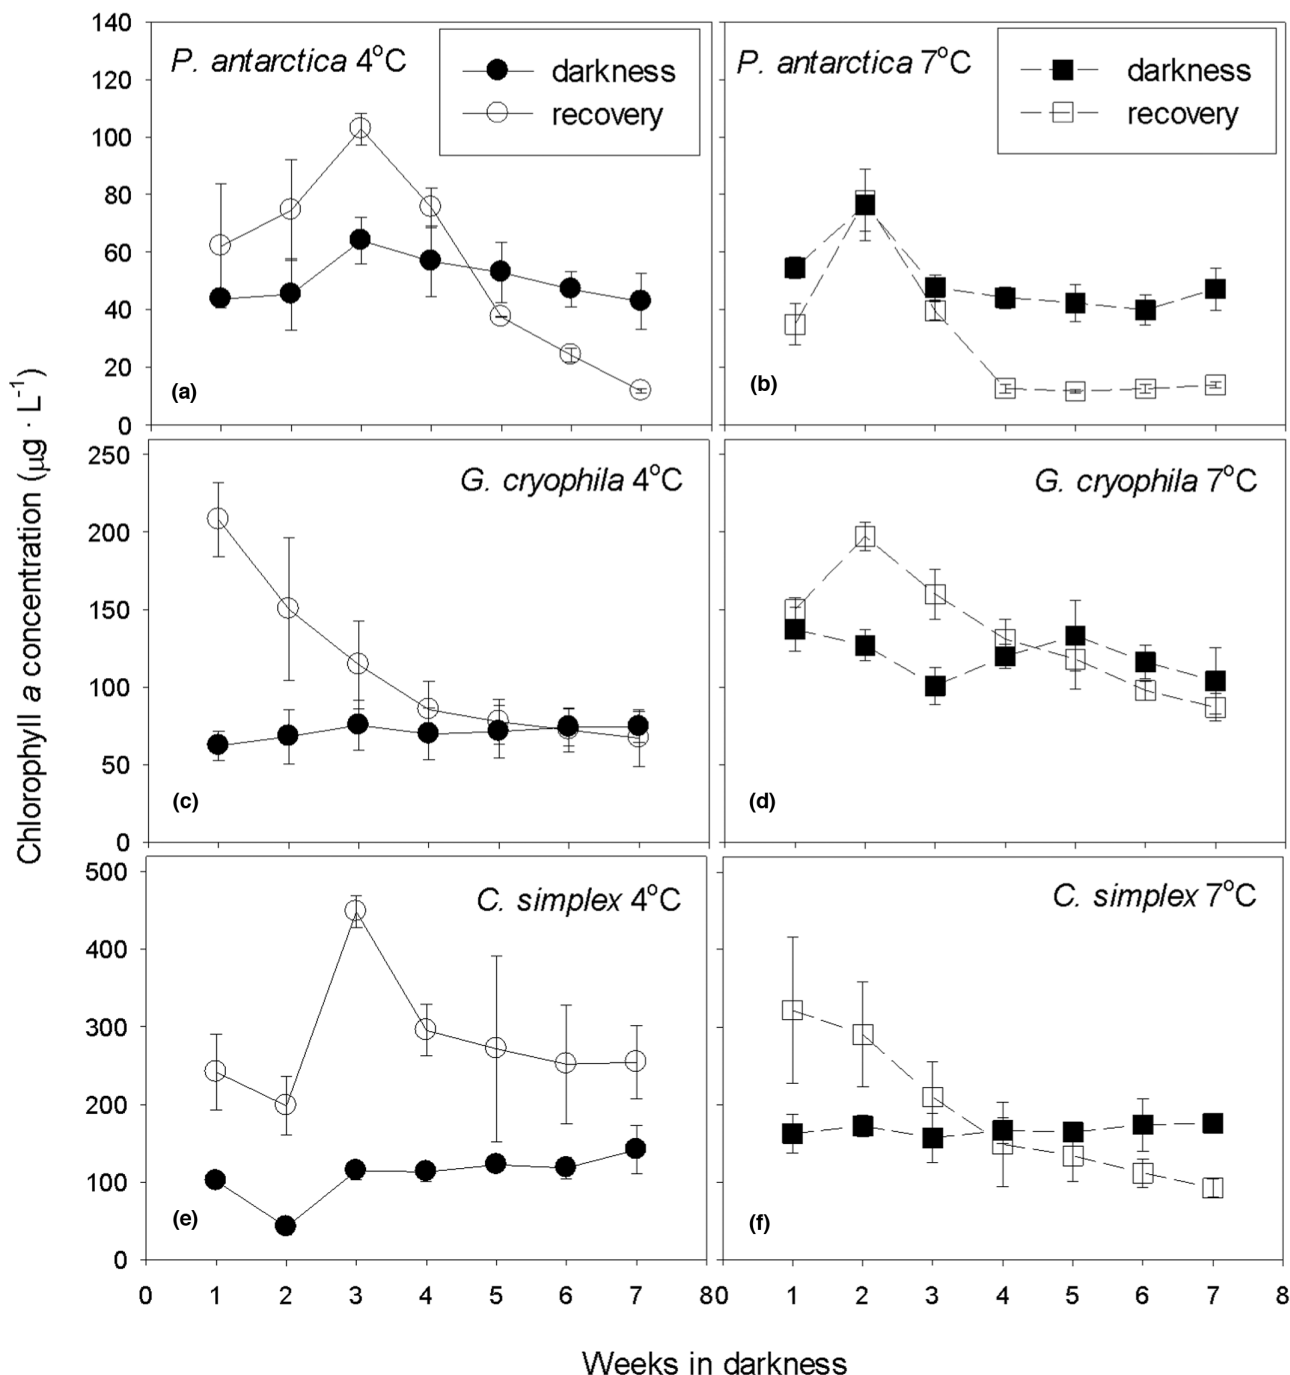 140
120
100
80
60
40
20
0
P. antarctica 4°C
darkness
recovery
(a)
P. antarctica 7°C
darkness
recovery
(b)
Chlorophyll a concentration (µg · L⁻¹)
250
200
150
100
50
0
G. cryophila 4°C
(c)
G. cryophila 7°C
(d)
500
400
300
200
100
0
C. simplex 4°C
(e)
C. simplex 7°C
(f)
0 1 2 3 4 5 6 7 8 0 1 2 3 4 5 6 7 8
Weeks in darkness